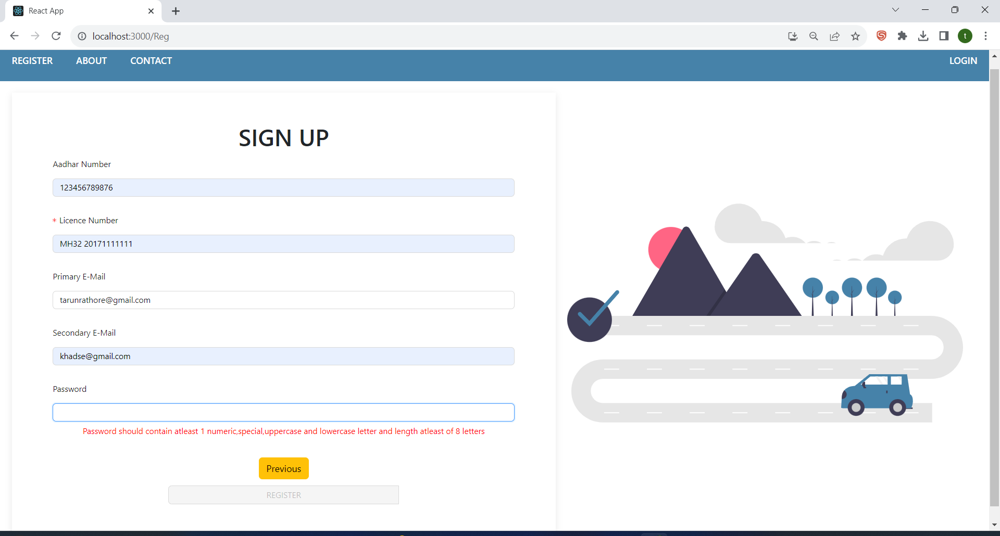 React App
localhost:3000/Reg
t
REGISTER ABOUT CONTACT LOGIN
SIGN UP
Aadhar Number
123456789876
* Licence Number
MH32 20171111111
Primary E-Mail
tarunrathore@gmail.com
Secondary E-Mail
khadse@gmail.com
Password
Password should contain atleast 1 numeric,special,uppercase and lowercase letter and length atleast of 8 letters
Previous
REGISTER